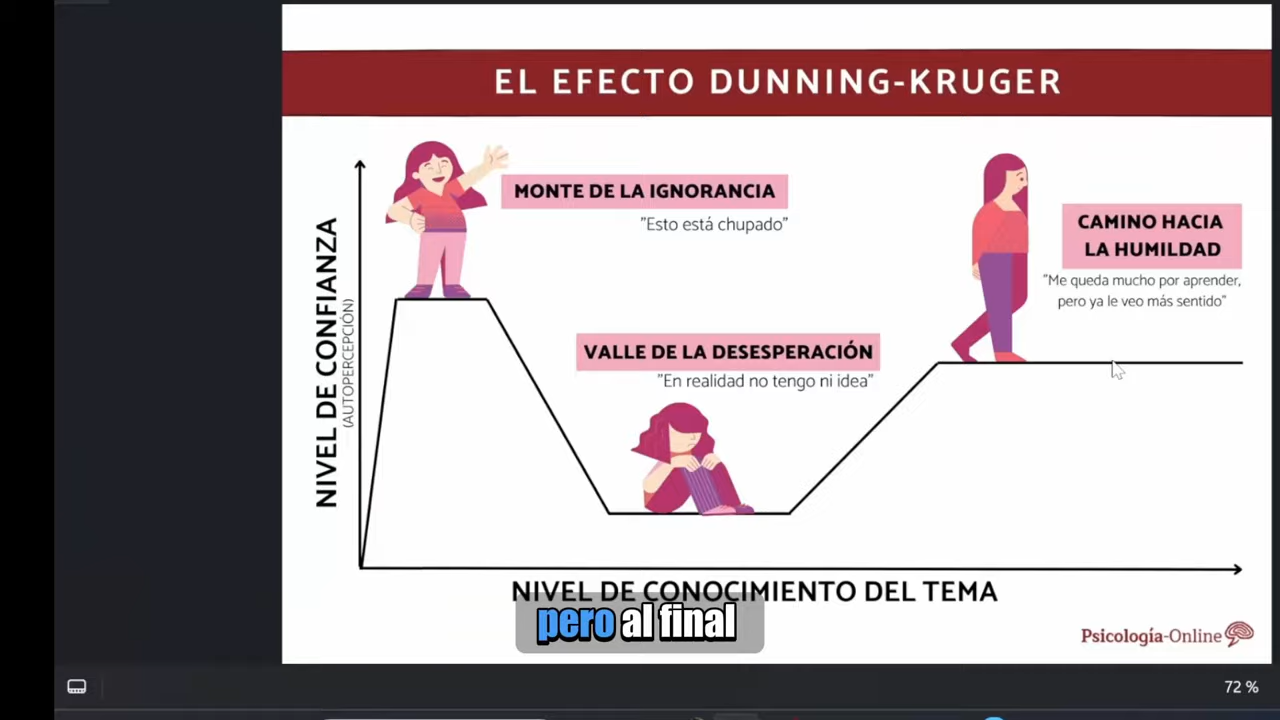 EL EFECTO DUNNING-KRUGER
MONTE DE LA IGNORANCIA
"Esto está chupado"
CAMINO HACIA
LA HUMILDAD
"Me queda mucho por aprender,
pero ya le veo más sentido"
VALLE DE LA DESESPERACIÓN
"En realidad no tengo ni idea"
NIVEL DE CONFIANZA
(AUTOPERCEPCIÓN)
NIVEL DE CONOCIMIENTO DEL TEMA
pero al final
Psicología-Online
72 %